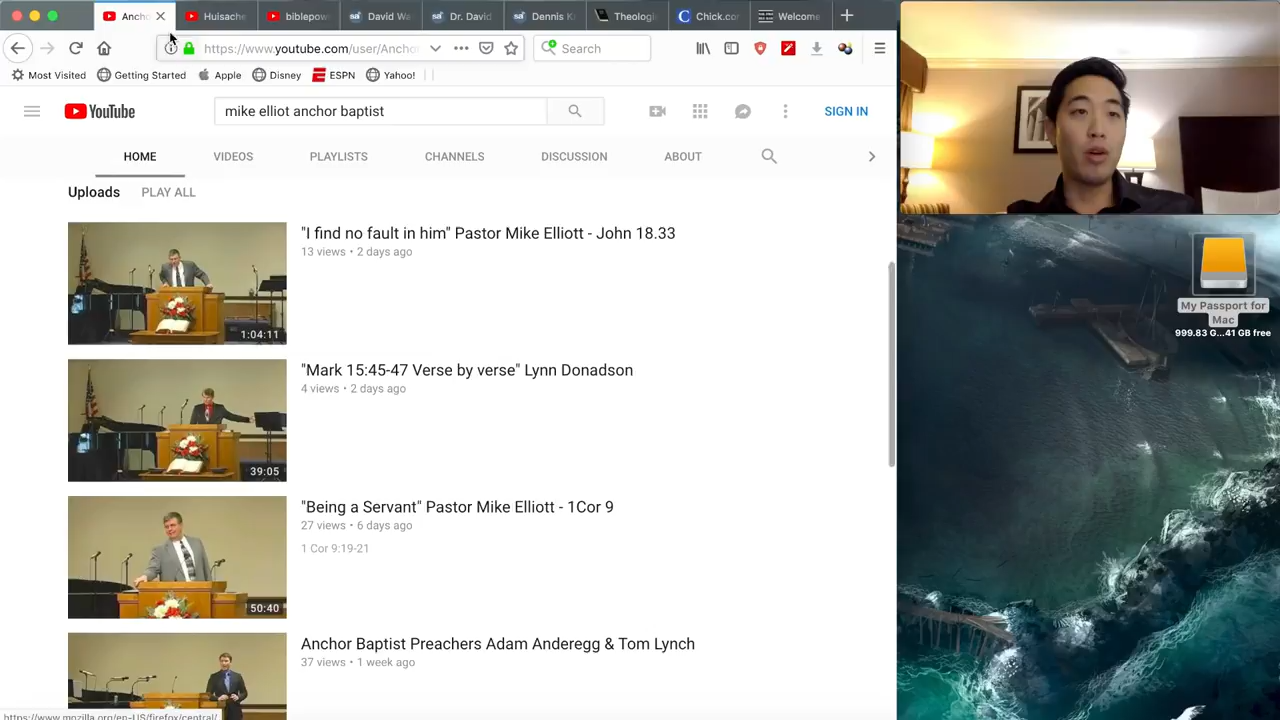 Ancho
Huisache
biblepow
David Wa
Dr. David
Dennis K
Theologi
Chick.co
Welcome
https://www.youtube.com/user/Ancho
Search
Most Visited
Getting Started
Apple
Disney
ESPN
Yahoo!
YouTube
mike elliot anchor baptist
SIGN IN
HOME
VIDEOS
PLAYLISTS
CHANNELS
DISCUSSION
ABOUT
Uploads PLAY ALL
"I find no fault in him" Pastor Mike Elliott - John 18.33
13 views • 2 days ago
1:04:11
"Mark 15:45-47 Verse by verse" Lynn Donadson
4 views • 2 days ago
39:05
"Being a Servant" Pastor Mike Elliott - 1Cor 9
27 views • 6 days ago
1 Cor 9:19-21
50:40
Anchor Baptist Preachers Adam Anderegg & Tom Lynch
37 views • 1 week ago
https://www.mozilla.org/en-US/firefox/central/
My Passport for
Mac
999.83 G...41 GB free